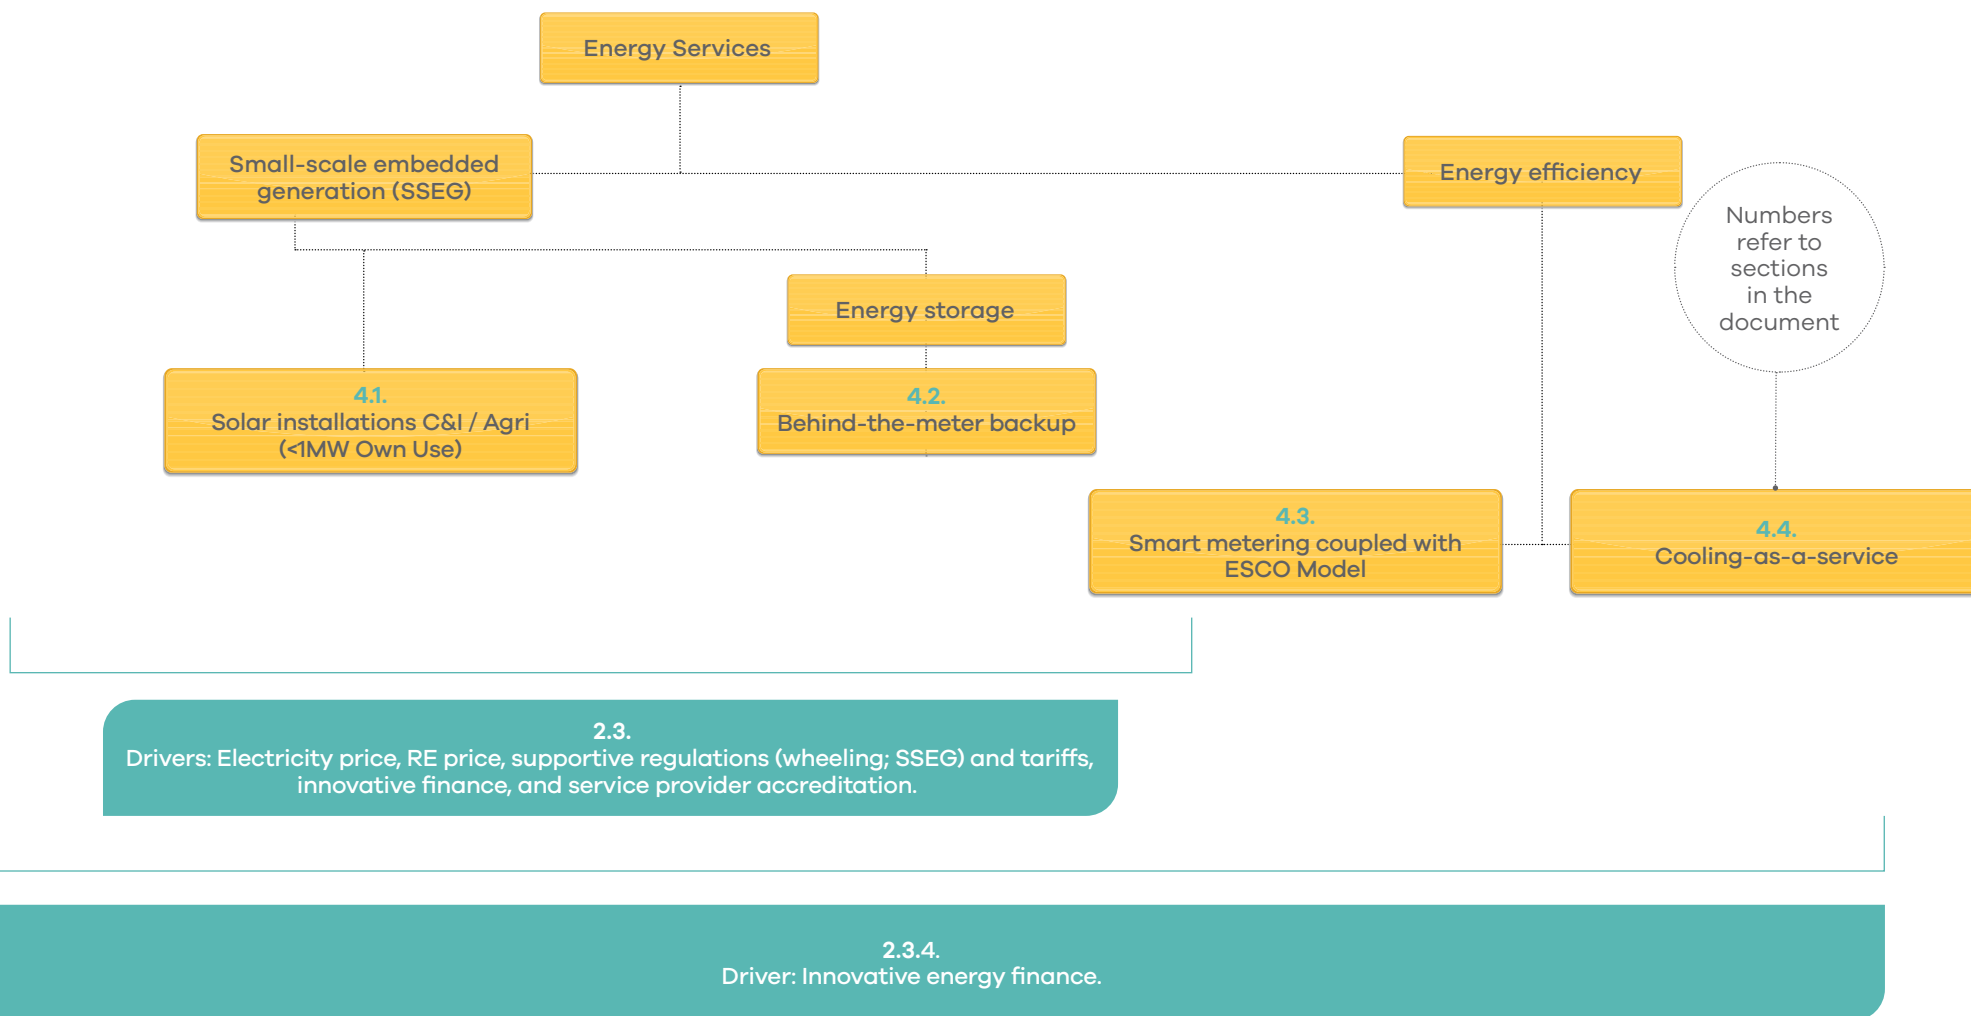 Energy Services
Small-scale embedded
generation (SSEG)
Energy efficiency
Numbers
refer to
sections
in the
document
Energy storage
4.1.
Solar installations C&I / Agri
(<1MW Own Use)
4.2.
Behind-the-meter backup
4.3.
Smart metering coupled with
ESCO Model
4.4.
Cooling-as-a-service
2.3.
Drivers: Electricity price, RE price, supportive regulations (wheeling; SSEG) and tariffs,
innovative finance, and service provider accreditation.
2.3.4.
Driver: Innovative energy finance.